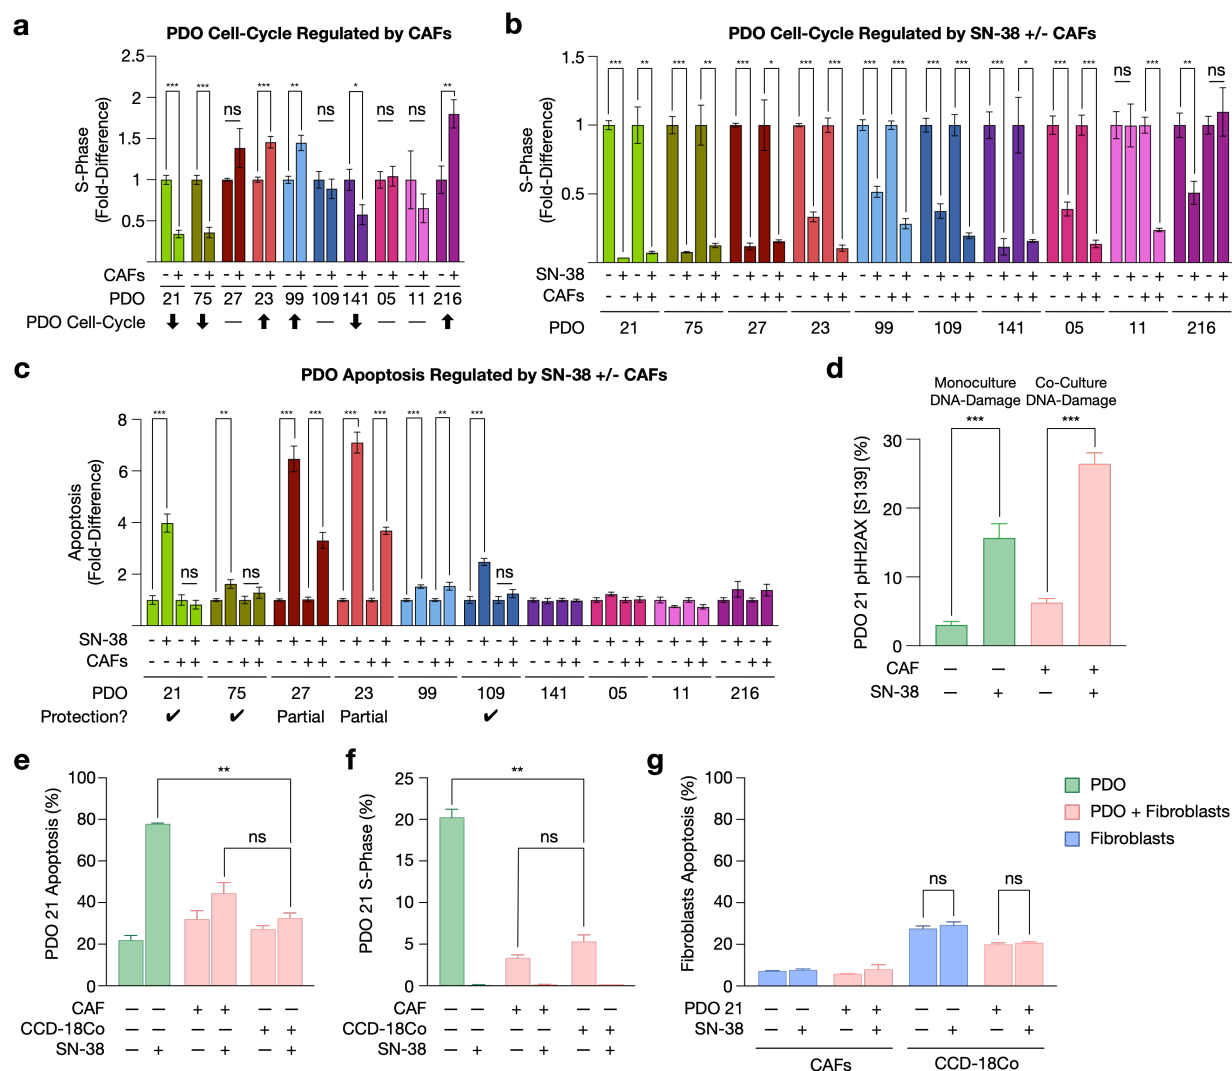 a
PDO Cell-Cycle Regulated by CAFs
S-Phase
(Fold-Difference)
2.5
2
1.5
1
0.5
*** *** ns *** ** ns * ns ns **
CAFs - + - + - + - + - + - + - + - + - + - +
PDO 21 75 27 23 99 109 141 05 11 216
PDO Cell-Cycle ⬇ ⬇ — ⬆ ⬆ — ⬇ — — ⬆
b
PDO Cell-Cycle Regulated by SN-38 +/- CAFs
S-Phase
(Fold-Difference)
1.5
1
0.5
*** ** *** ** *** * *** *** *** *** *** *** *** * *** *** ns *** ** ns
SN-38 - + - + - + - + - + - + - + - + - + - + - + - + - + - + - + - + - + - + - + - +
CAFs - - + + - - + + - - + + - - + + - - + + - - + + - - + + - - + + - - + + - - + +
PDO 21 75 27 23 99 109 141 05 11 216
c
PDO Apoptosis Regulated by SN-38 +/- CAFs
Apoptosis
(Fold-Difference)
8
6
4
2
*** ns ** ns *** *** *** *** *** ** *** ns
SN-38 - + - + - + - + - + - + - + - + - + - + - + - + - + - + - + - + - + - + - + - +
CAFs - - + + - - + + - - + + - - + + - - + + - - + + - - + + - - + + - - + + - - + +
PDO 21 75 27 23 99 109 141 05 11 216
Protection? ✔ ✔ Partial Partial ✔
d
Monoculture
DNA-Damage
Co-Culture
DNA-Damage
*** ***
PDO 21 pHH2AX [S139] (%)
30
20
10
0
CAF — — + +
SN-38 — + — +
e
PDO 21 Apoptosis (%)
100
80
60
40
20
0
**
ns
CAF — — + + — —
CCD-18Co — — — — + +
SN-38 — + — + — +
f
PDO 21 S-Phase (%)
25
20
15
10
5
0
**
ns
CAF — — + + — —
CCD-18Co — — — — + +
SN-38 — + — + — +
g
Fibroblasts Apoptosis (%)
100
80
60
40
20
0
ns ns
PDO 21 — — + + — — + +
SN-38 — + — + — + — +
CAFs CCD-18Co
PDO
PDO + Fibroblasts
Fibroblasts